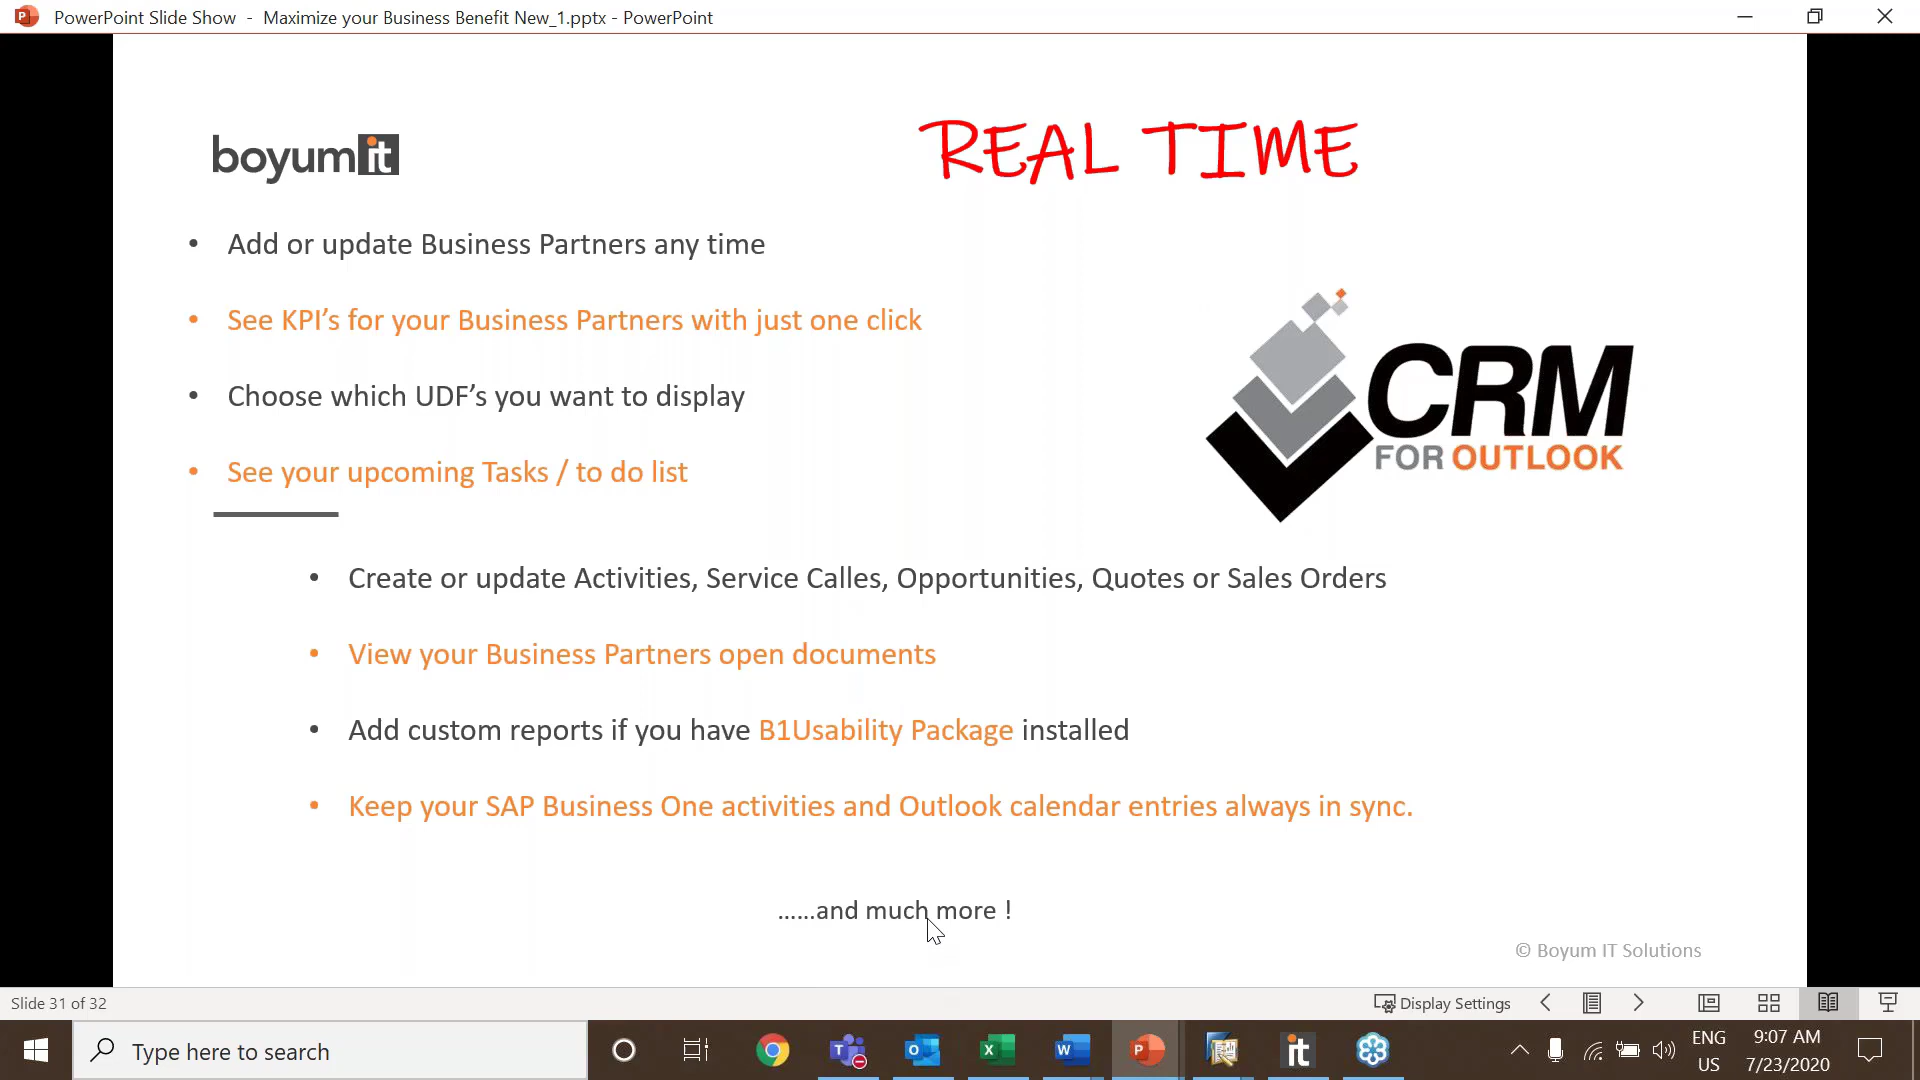 PowerPoint Slide Show - Maximize your Business Benefit New_1.pptx - PowerPoint
boyumit
REAL TIME
• Add or update Business Partners any time
• See KPI’s for your Business Partners with just one click
• Choose which UDF’s you want to display
• See your upcoming Tasks / to do list
CRM
FOR OUTLOOK
• Create or update Activities, Service Calles, Opportunities, Quotes or Sales Orders
• View your Business Partners open documents
• Add custom reports if you have B1Usability Package installed
• Keep your SAP Business One activities and Outlook calendar entries always in sync.
......and much more !
© Boyum IT Solutions
Slide 31 of 32
Display Settings
Type here to search
ENG
US
9:07 AM
7/23/2020